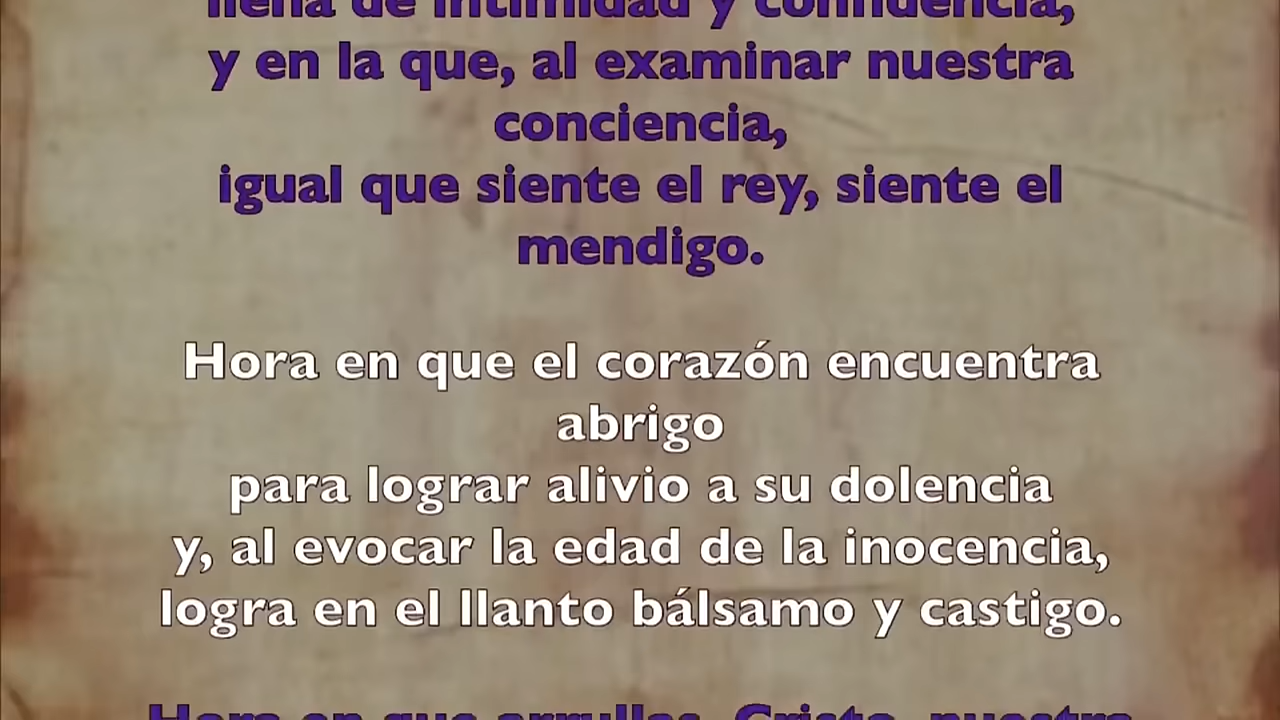 llena de intimidad y confidencia,
y en la que, al examinar nuestra
conciencia,
igual que siente el rey, siente el
mendigo.
Hora en que el corazón encuentra
abrigo
para lograr alivio a su dolencia
y, al evocar la edad de la inocencia,
logra en el llanto bálsamo y castigo.
Hora en que arrullas, Cristo, nuestra